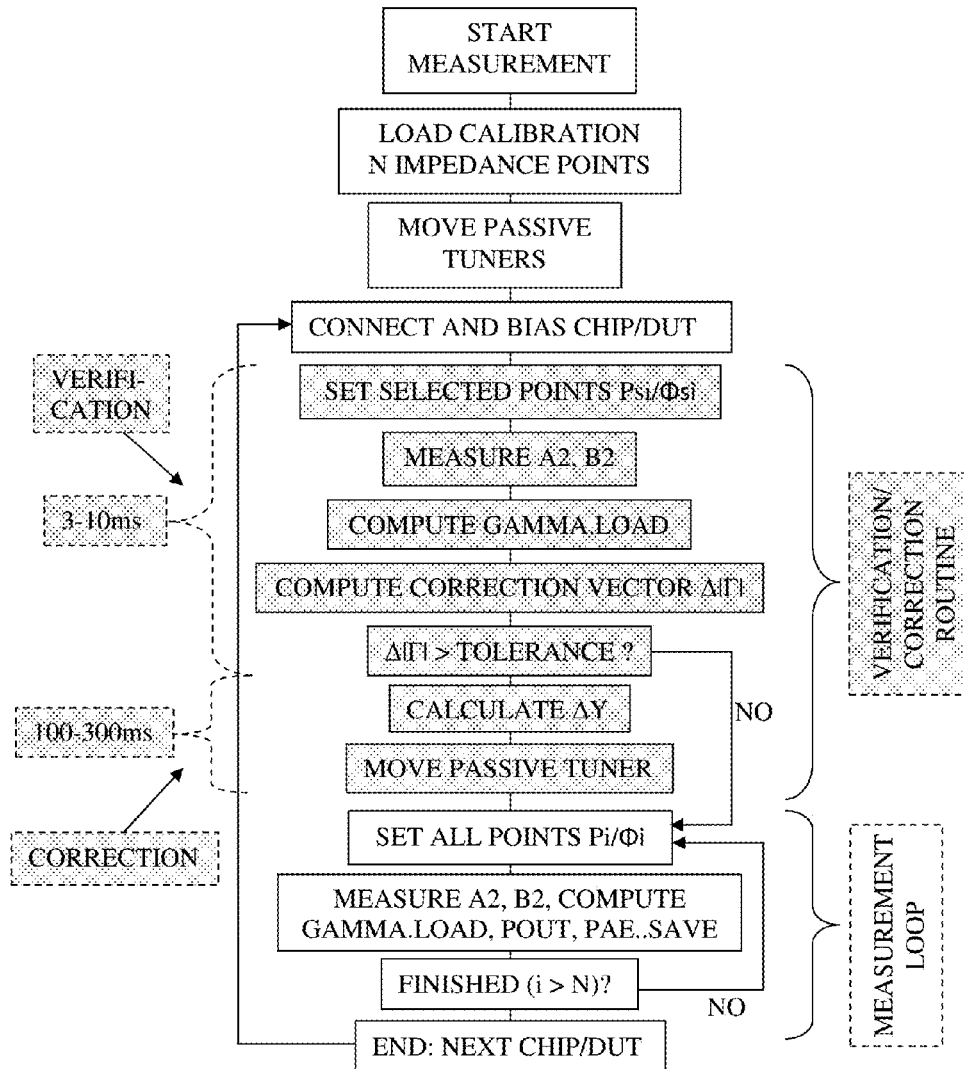 START
MEASUREMENT
LOAD CALIBRATION
N IMPEDANCE POINTS
MOVE PASSIVE
TUNERS
CONNECT AND BIAS CHIP/DUT
VERIFI-
CATION
SET SELECTED POINTS Psi/Φsi
MEASURE A2, B2
3-10ms
COMPUTE GAMMA.LOAD
COMPUTE CORRECTION VECTOR Δ|Γ|
Δ|Γ| > TOLERANCE ?
CALCULATE ΔY
NO
100-300ms
MOVE PASSIVE TUNER
VERIFICATION/
CORRECTION
ROUTINE
SET ALL POINTS Pi/Φi
CORRECTION
MEASURE A2, B2, COMPUTE
GAMMA.LOAD, POUT, PAE..SAVE
FINISHED (i > N)?
NO
MEASUREMENT
LOOP
END: NEXT CHIP/DUT